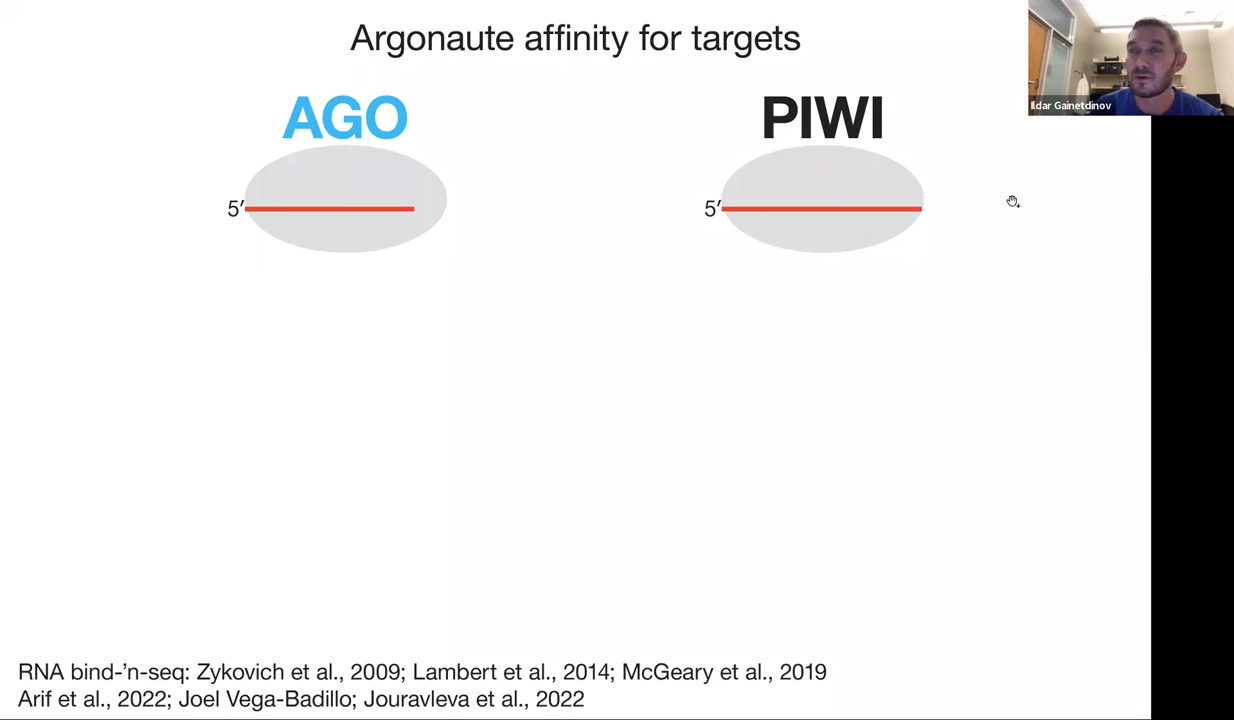 Argonaute affinity for targets
AGO
PIWI
5′
5′
Ildar Gainetdinov
RNA bind-’n-seq: Zykovich et al., 2009; Lambert et al., 2014; McGeary et al., 2019
Arif et al., 2022; Joel Vega-Badillo; Jouravleva et al., 2022